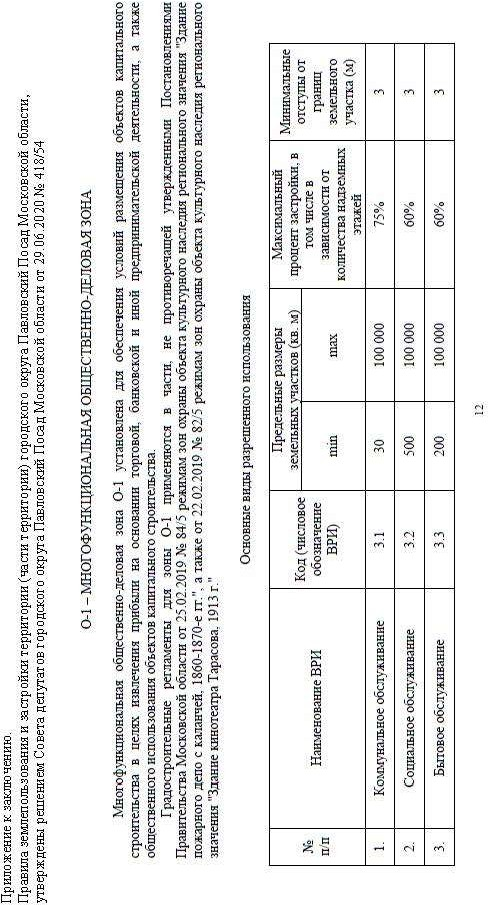 Приложение к заключению.
Правила землепользования и застройки территории (части территории) городского округа Павловский Посад Московской области,
утверждены решением Совета депутатов городского округа Павловский Посад Московской области от 29.06.2020 № 418/54
О-1 – МНОГОФУНКЦИОНАЛЬНАЯ ОБЩЕСТВЕННО-ДЕЛОВАЯ ЗОНА
Многофункциональная общественно-деловая зона О-1 установлена для обеспечения условий размещения объектов капитального
строительства в целях извлечения прибыли на основании торговой, банковской и иной предпринимательской деятельности, а также
общественного использования объектов капитального строительства.
Градостроительные регламенты для зоны О-1 применяются в части, не противоречащей утвержденными Постановлениями
Правительства Московской области от 25.02.2019 № 84/5 режимам зон охраны объекта культурного наследия регионального значения "Здание
пожарного депо с каланчей, 1860-1870-е гг.", а также от 22.02.2019 № 82/5 режимам зон охраны объекта культурного наследия регионального
значения "Здание кинотеатра Тарасова, 1913 г."
Основные виды разрешенного использования
№ п/п
Наименование ВРИ
Код (числовое обозначение ВРИ)
Предельные размеры земельных участков (кв. м)
min
max
Максимальный процент застройки, в том числе в зависимости от количества надземных этажей
Минимальные отступы от границ земельного участка (м)
1. Коммунальное обслуживание 3.1 30 100 000 75% 3
2. Социальное обслуживание 3.2 500 100 000 60% 3
3. Бытовое обслуживание 3.3 200 100 000 60% 3
12